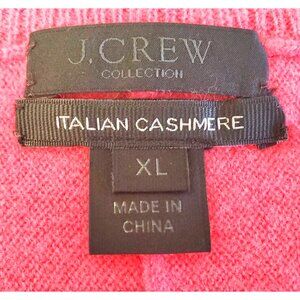 J.CREW
COLLECTION
ITALIAN CASHMERE
XL
MADE IN
CHINA